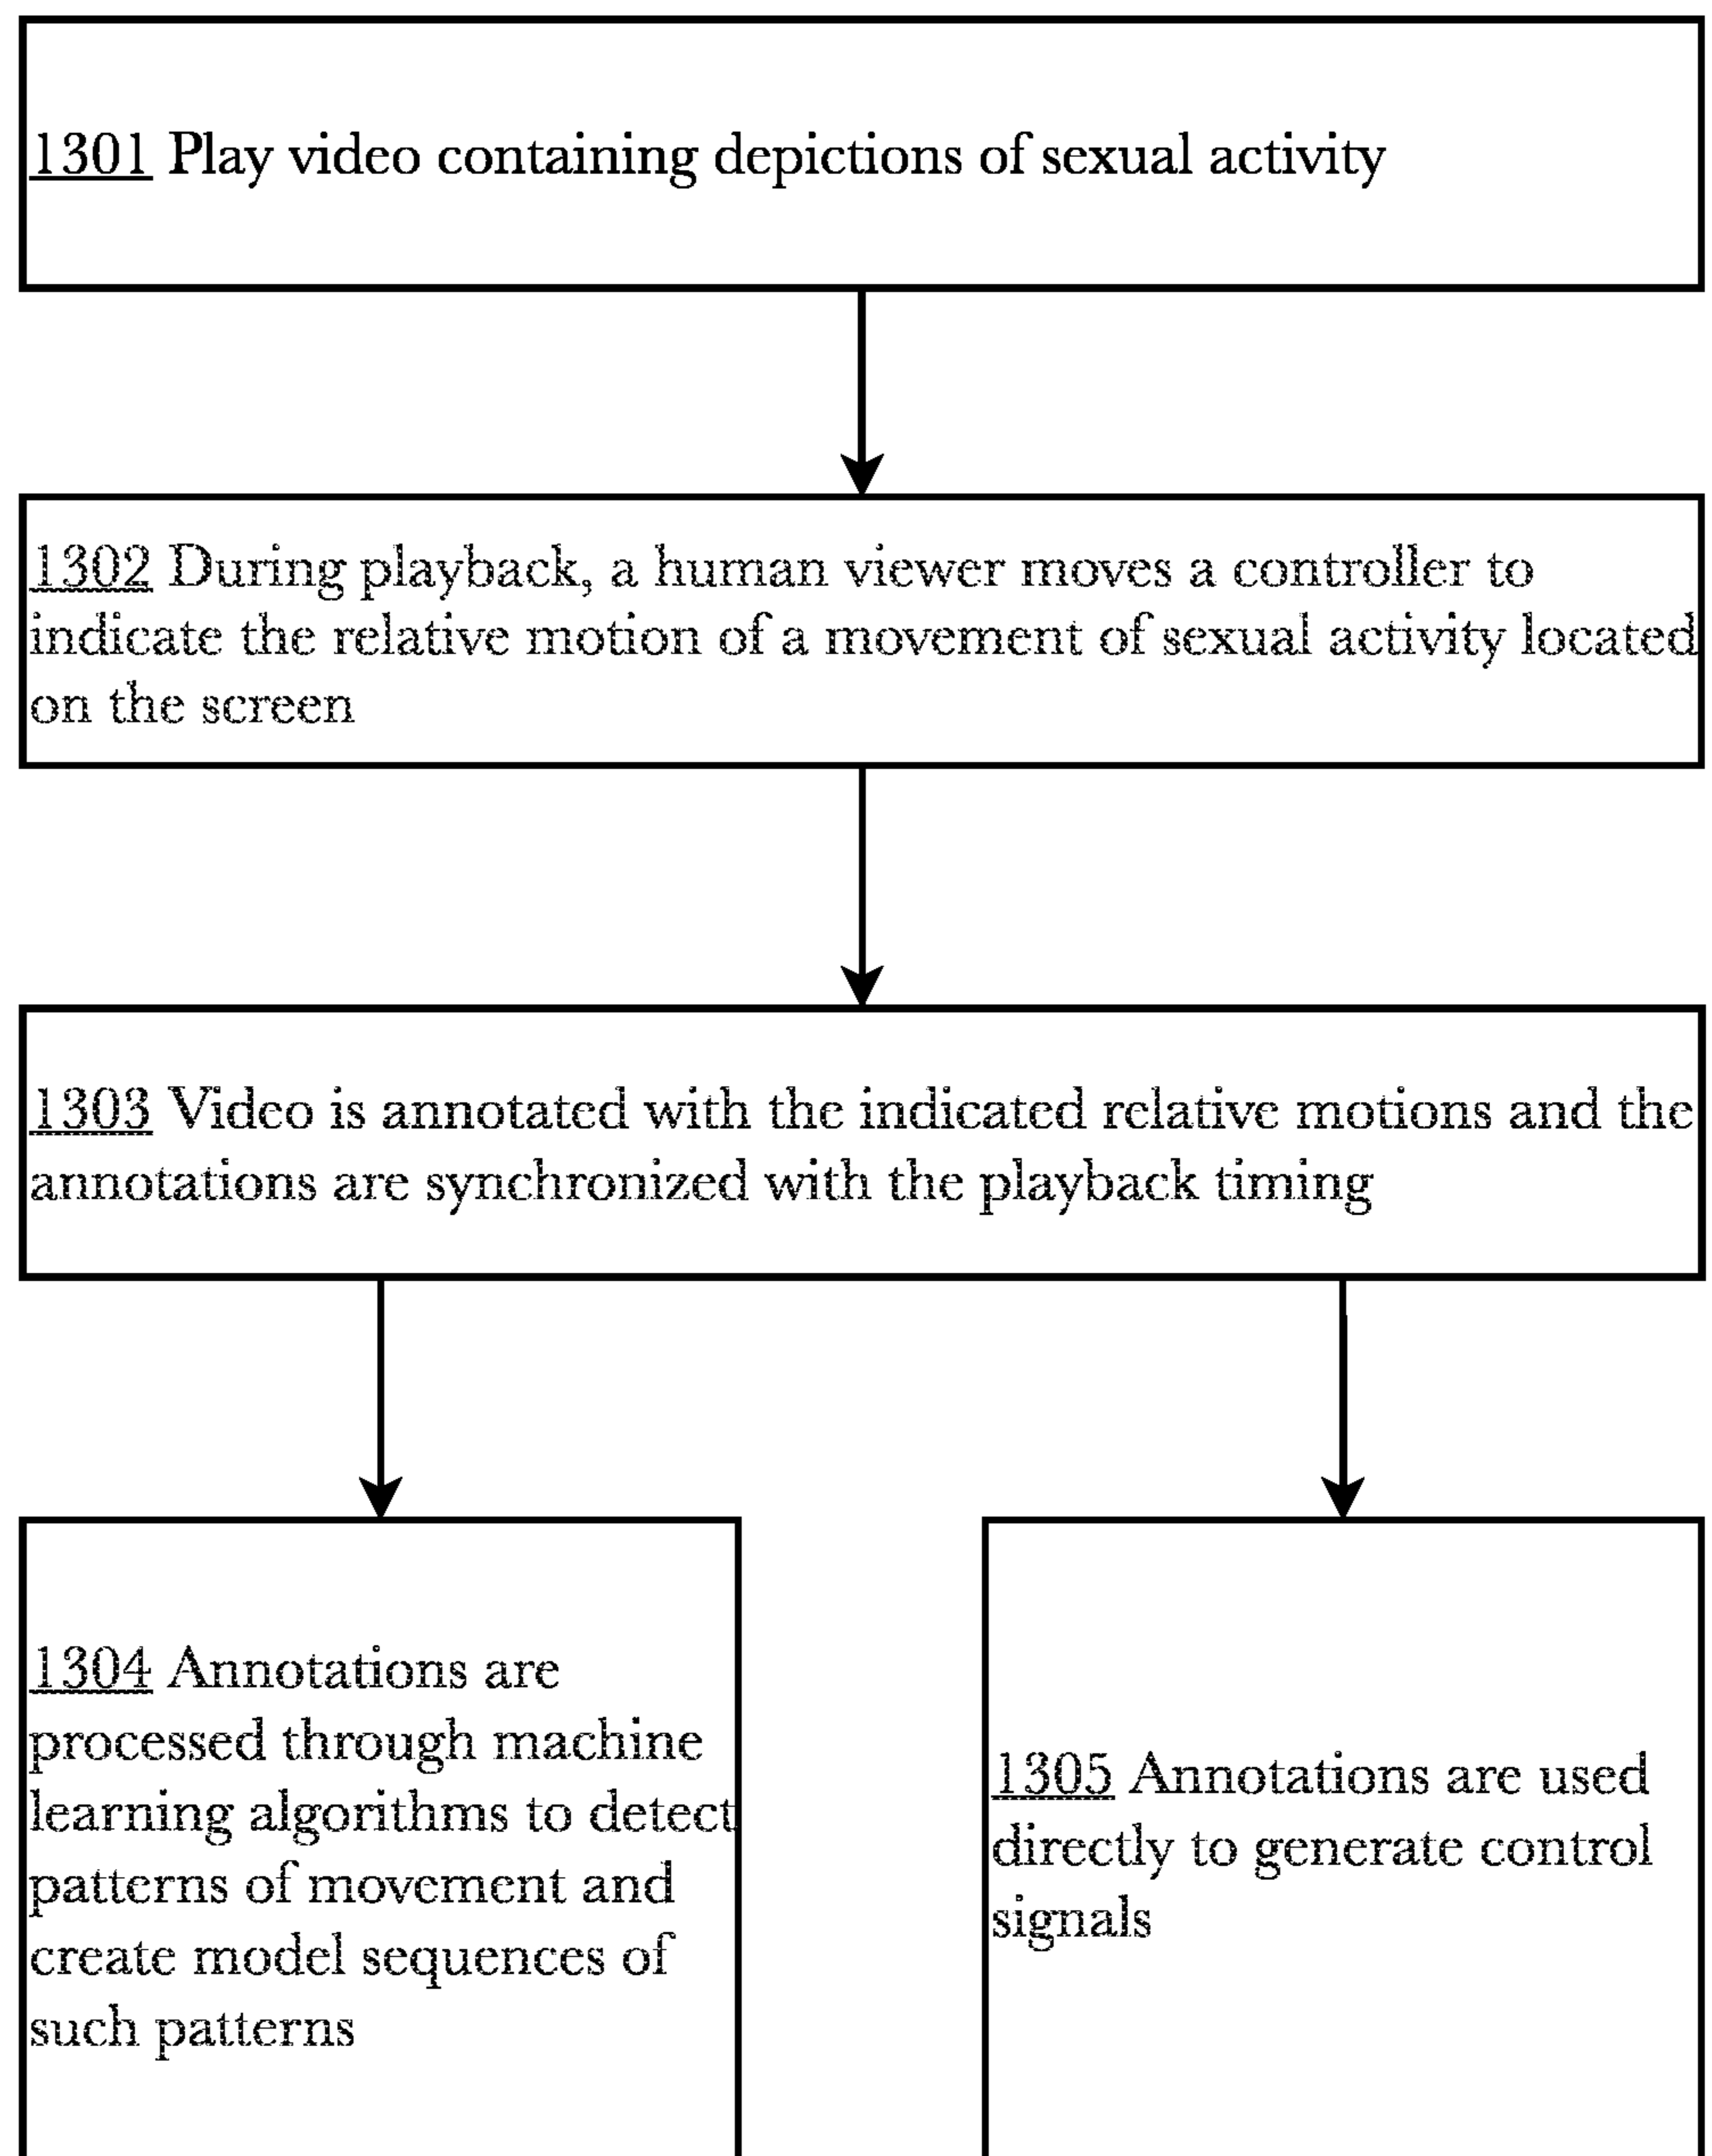 1301 Play video containing depictions of sexual activity
1302 During playback, a human viewer moves a controller to
indicate the relative motion of a movement of sexual activity located
on the screen
1303 Video is annotated with the indicated relative motions and the
annotations are synchronized with the playback timing
1304 Annotations are
processed through machine
learning algorithms to detect
patterns of movement and
create model sequences of
such patterns
1305 Annotations are used
directly to generate control
signals